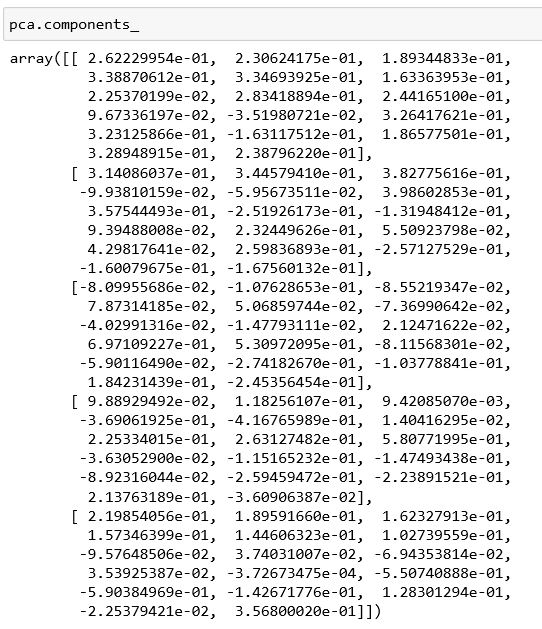 pca.components_
array([[ 2.62229954e-01,  2.30624175e-01,  1.89344833e-01,
         3.38870612e-01,  3.34693925e-01,  1.63363953e-01,
         2.25370199e-02,  2.83418894e-01,  2.44165100e-01,
         9.67336197e-02, -3.51980721e-02,  3.26417621e-01,
         3.23125866e-01, -1.63117512e-01,  1.86577501e-01,
         3.28948915e-01,  2.38796220e-01],
       [ 3.14086037e-01,  3.44579410e-01,  3.82775616e-01,
        -9.93810159e-02, -5.95673511e-02,  3.98602853e-01,
         3.57544493e-01, -2.51926173e-01, -1.31948412e-01,
         9.39488008e-02,  2.32449626e-01,  5.50923798e-02,
         4.29817641e-02,  2.59836893e-01, -2.57127529e-01,
        -1.60079675e-01, -1.67560132e-01],
       [-8.09955686e-02, -1.07628653e-01, -8.55219347e-02,
         7.87314185e-02,  5.06859744e-02, -7.36990642e-02,
        -4.02991316e-02, -1.47793111e-02,  2.12471622e-02,
         6.97109227e-01,  5.30972095e-01, -8.11568301e-02,
        -5.90116490e-02, -2.74182670e-01, -1.03778841e-01,
         1.84231439e-01, -2.45356454e-01],
       [ 9.88929492e-02,  1.18256107e-01,  9.42085070e-03,
        -3.69061925e-01, -4.16765989e-01,  1.40416295e-02,
         2.25334015e-01,  2.63127482e-01,  5.80771995e-01,
        -3.63052900e-02, -1.15165232e-01, -1.47493438e-01,
        -8.92316044e-02, -2.59459472e-01, -2.23891521e-01,
         2.13763189e-01, -3.60906387e-02],
       [ 2.19854056e-01,  1.89591660e-01,  1.62327913e-01,
         1.57346399e-01,  1.44606323e-01,  1.02739559e-01,
        -9.57648506e-02,  3.74031007e-02, -6.94353814e-02,
         3.53925387e-02, -3.72673475e-04, -5.50740888e-01,
        -5.90384969e-01, -1.42671776e-01,  1.28301294e-01,
        -2.25379421e-02,  3.56800020e-01]])